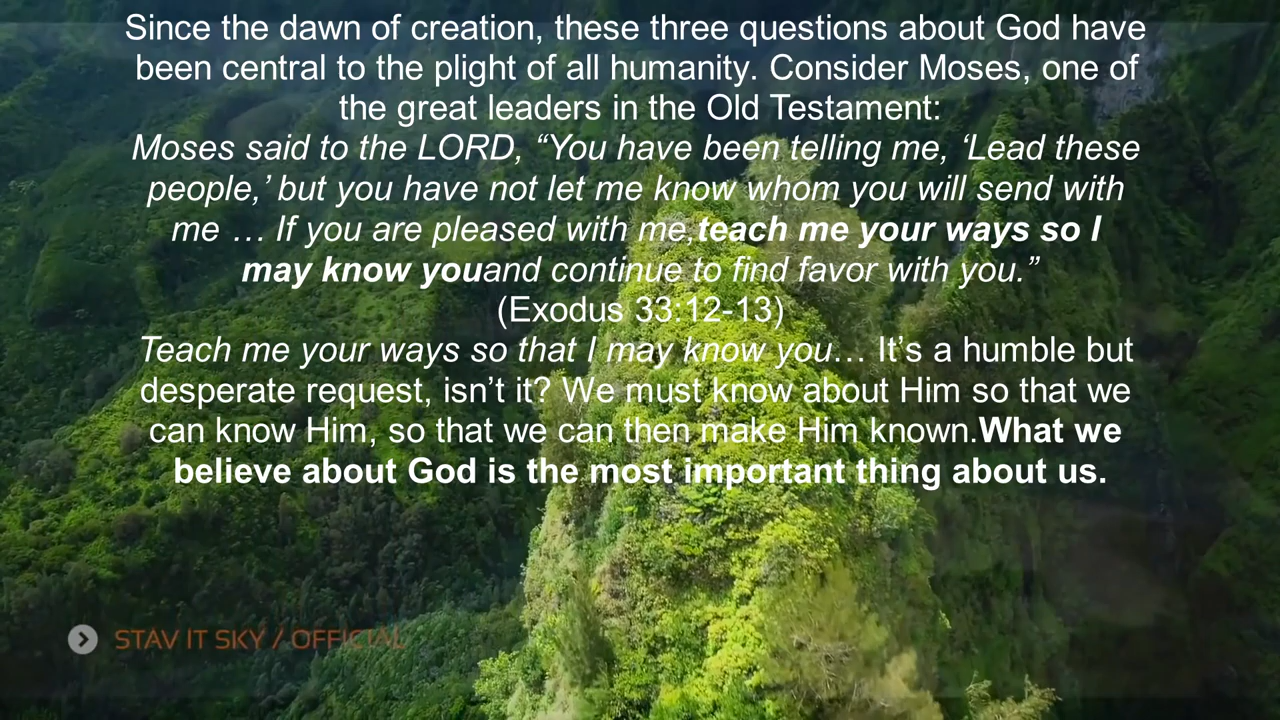 Since the dawn of creation, these three questions about God have
been central to the plight of all humanity. Consider Moses, one of
the great leaders in the Old Testament:
Moses said to the LORD, “You have been telling me, ‘Lead these
people,’ but you have not let me know whom you will send with
me … If you are pleased with me,teach me your ways so I
may know youand continue to find favor with you.”
(Exodus 33:12-13)
Teach me your ways so that I may know you… It’s a humble but
desperate request, isn’t it? We must know about Him so that we
can know Him, so that we can then make Him known.What we
believe about God is the most important thing about us.
STAV IT SKY / OFFICIAL